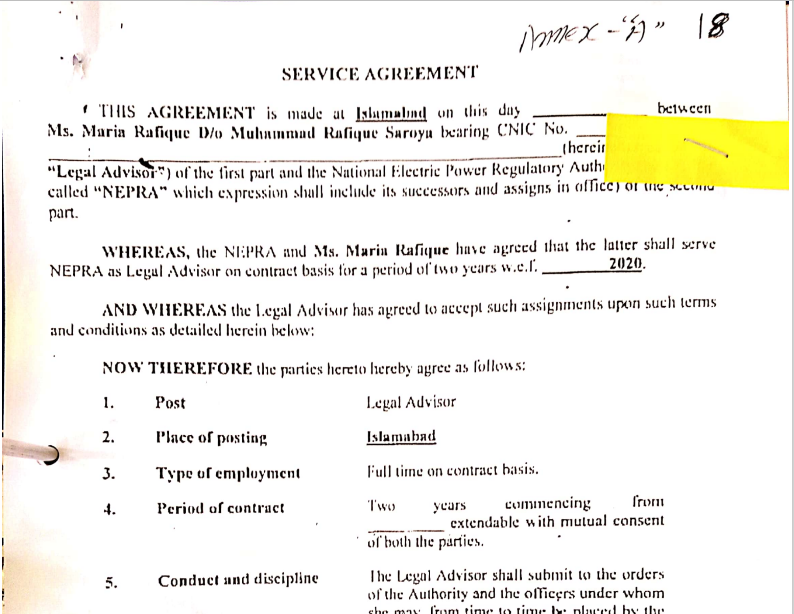 Annex - "A" 18
SERVICE AGREEMENT
THIS AGREEMENT is made at Islamabad on this day ________ between
Ms. Maria Rafique D/o Muhammad Rafique Saroya bearing CNIC No. ___
(herein
"Legal Advisor") of the first part and the National Electric Power Regulatory Auth
called "NEPRA" which expression shall include its successors and assigns in office) of the second
part.
WHEREAS, the NEPRA and Ms. Maria Rafique have agreed that the latter shall serve
NEPRA as Legal Advisor on contract basis for a period of two years w.e.f. ________ 2020.
AND WHEREAS the Legal Advisor has agreed to accept such assignments upon such terms
and conditions as detailed herein below:
NOW THEREFORE the parties hereto hereby agree as follows:
1. Post Legal Advisor
2. Place of posting Islamabad
3. Type of employment Full time on contract basis.
4. Period of contract Two years commencing from
________ extendable with mutual consent
of both the parties.
5. Conduct and discipline The Legal Advisor shall submit to the orders
of the Authority and the officers under whom
she may, from time to time be placed by the